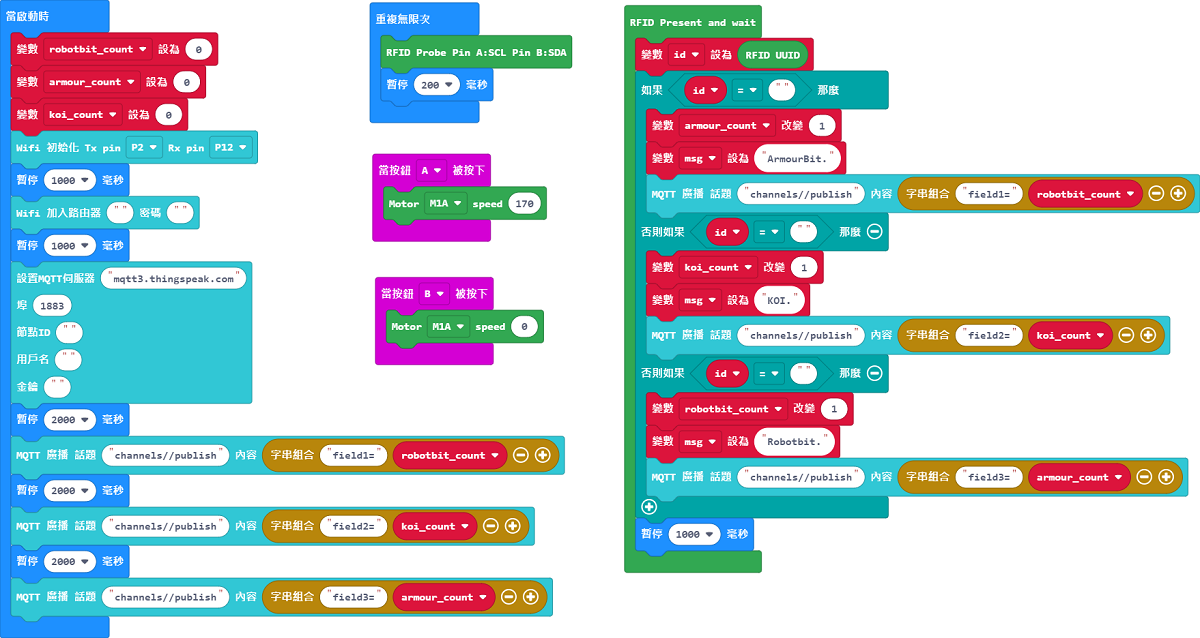 當啟動時
變數 robotbit_count 設為 0
變數 armour_count 設為 0
變數 koi_count 設為 0
Wifi 初始化 Tx pin P2 Rx pin P12
暫停 1000 毫秒
Wifi 加入路由器 "" 密碼 ""
暫停 1000 毫秒
設置MQTT伺服器 "mqtt3.thingspeak.com"
埠 1883
節點ID ""
用戶名 ""
金鑰 ""
暫停 2000 毫秒
MQTT 廣播 話題 "channels//publish" 內容 字串組合 "field1=" robotbit_count
暫停 2000 毫秒
MQTT 廣播 話題 "channels//publish" 內容 字串組合 "field2=" koi_count
暫停 2000 毫秒
MQTT 廣播 話題 "channels//publish" 內容 字串組合 "field3=" armour_count
重複無限次
RFID Probe Pin A:SCL Pin B:SDA
暫停 200 毫秒
當按鈕 A 被按下
Motor M1A speed 170
當按鈕 B 被按下
Motor M1A speed 0
RFID Present and wait
變數 id 設為 RFID UUID
如果 id = "" 那麼
變數 armour_count 改變 1
變數 msg 設為 "ArmourBit."
MQTT 廣播 話題 "channels//publish" 內容 字串組合 "field1=" robotbit_count
否則如果 id = "" 那麼
變數 koi_count 改變 1
變數 msg 設為 "KOI."
MQTT 廣播 話題 "channels//publish" 內容 字串組合 "field2=" koi_count
否則如果 id = "" 那麼
變數 robotbit_count 改變 1
變數 msg 設為 "Robotbit."
MQTT 廣播 話題 "channels//publish" 內容 字串組合 "field3=" armour_count
暫停 1000 毫秒